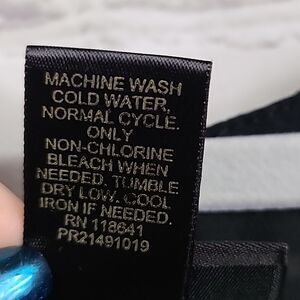 MACHINE WASH
COLD WATER,
NORMAL CYCLE.
ONLY
NON-CHLORINE
BLEACH WHEN
NEEDED. TUMBLE
DRY LOW. COOL
IRON IF NEEDED.
RN 118641
PR21491019